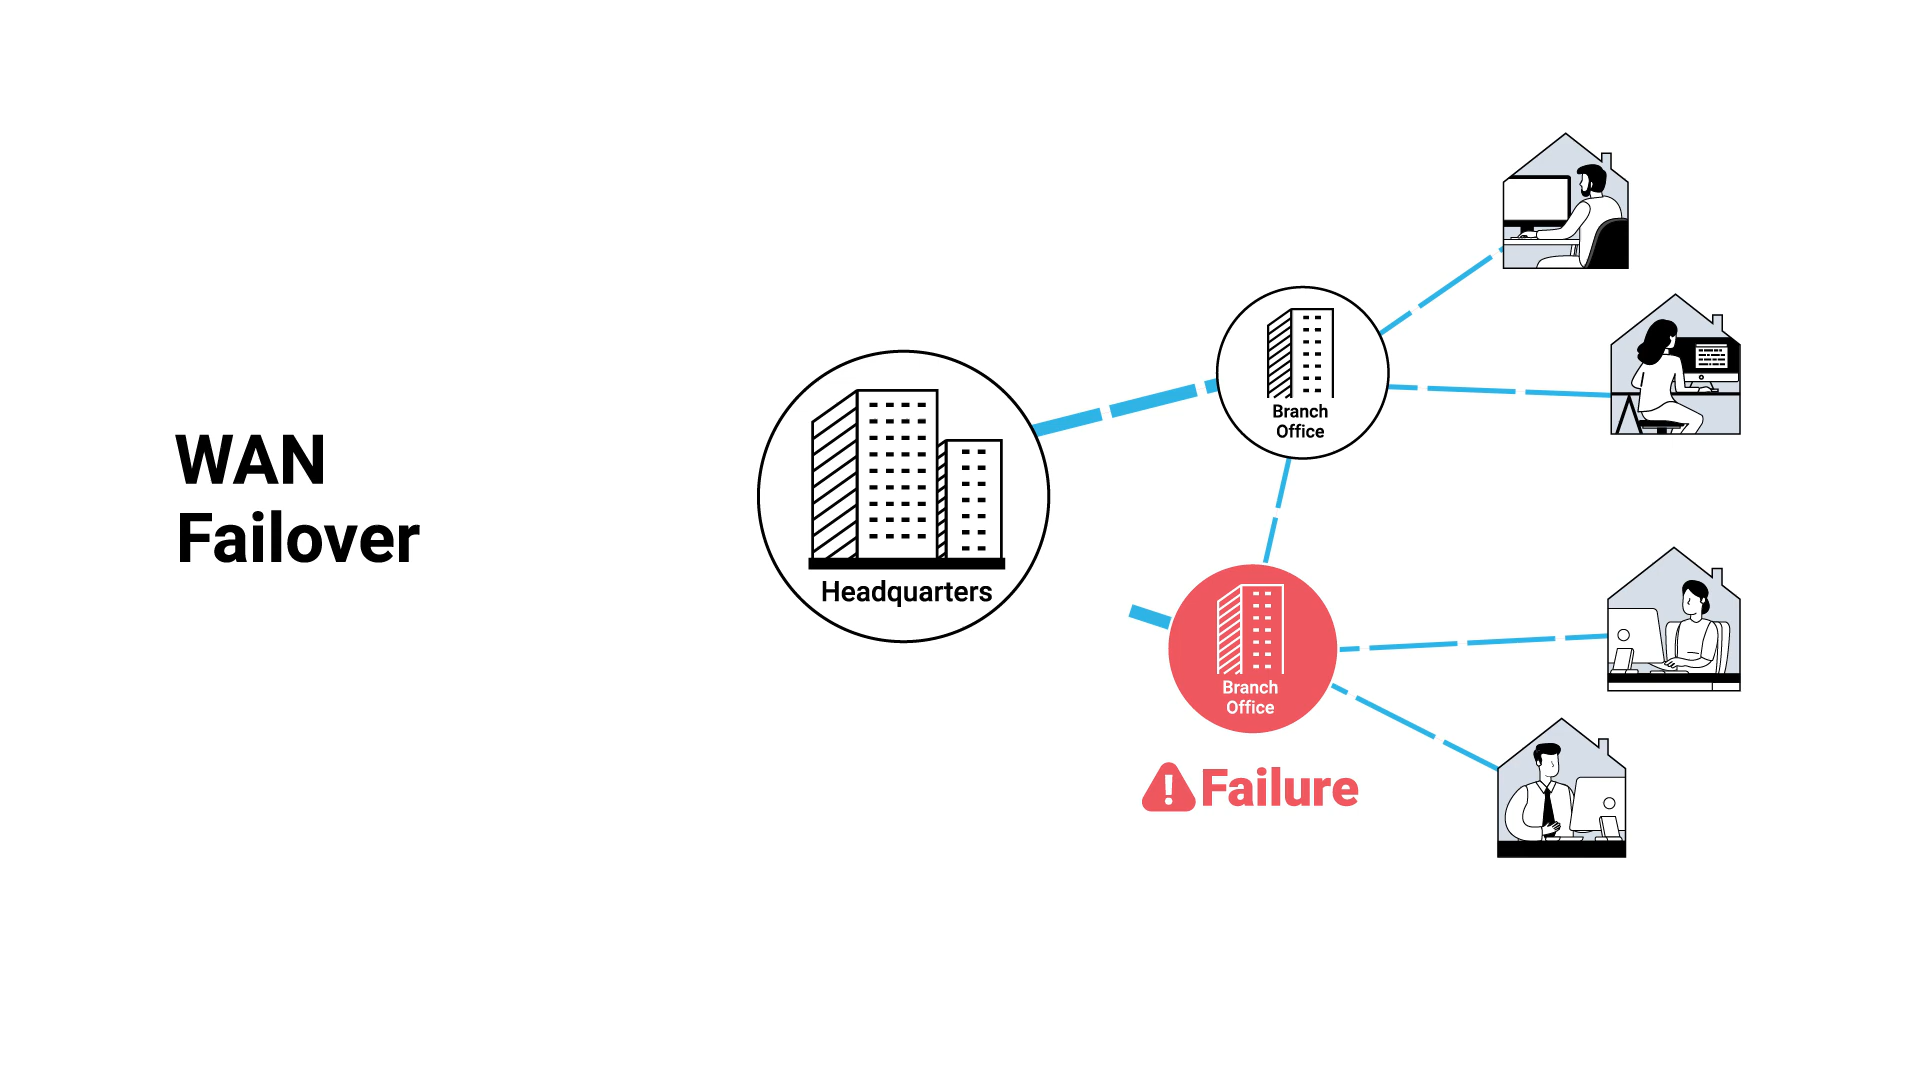 WAN
Failover
Headquarters
Branch
Office
Branch
Office
Failure